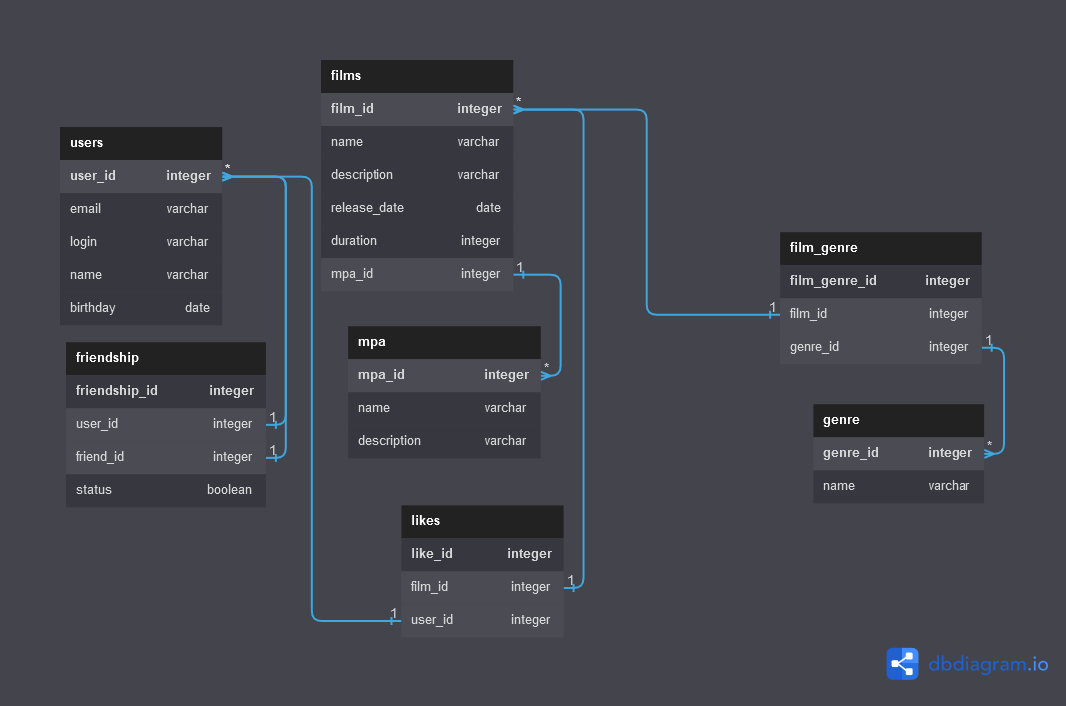 users
user_id integer
email varchar
login varchar
name varchar
birthday date
*
friendship
friendship_id integer
user_id integer
friend_id integer
status boolean
1
1
films
film_id integer
name varchar
description varchar
release_date date
duration integer
mpa_id integer
*
1
mpa
mpa_id integer
name varchar
description varchar
*
likes
like_id integer
film_id integer
user_id integer
1
1
film_genre
film_genre_id integer
film_id integer
genre_id integer
1
1
genre
genre_id integer
name varchar
*
dbdiagram.io